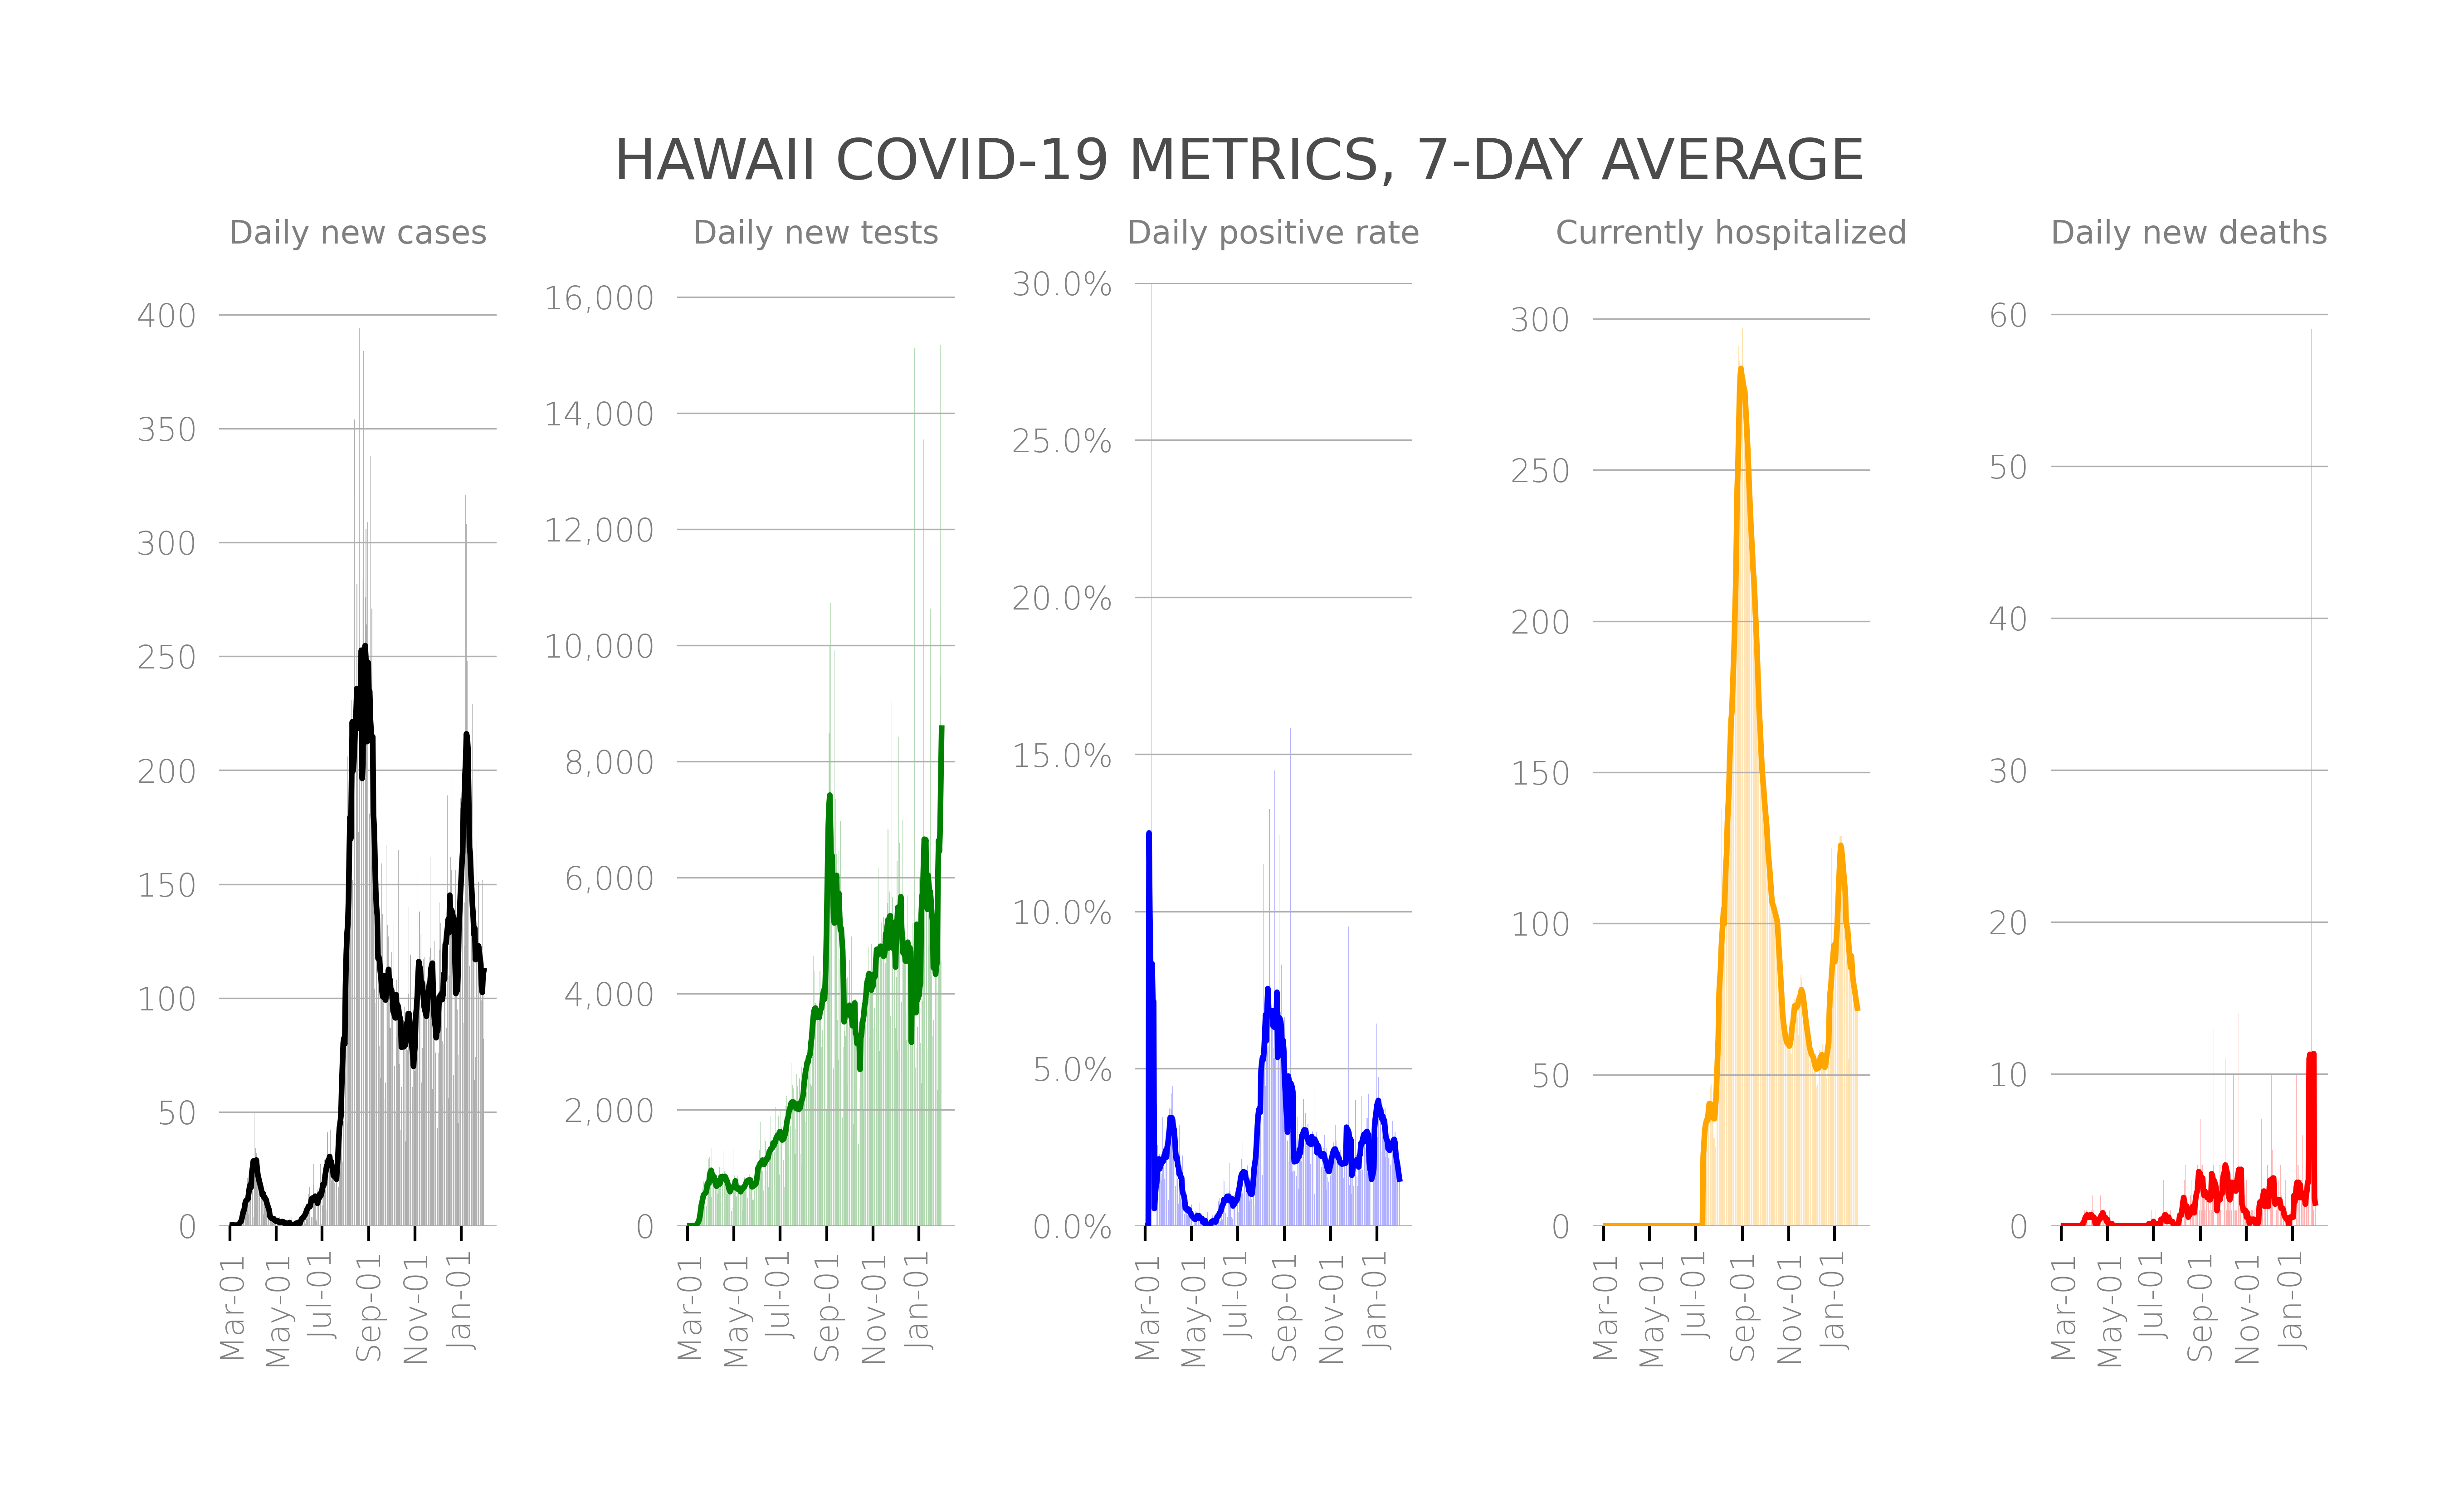 HAWAII COVID-19 METRICS, 7-DAY AVERAGE
Daily new cases
400
350
300
250
200
150
100
50
0
Mar-01
May-01
Jul-01
Sep-01
Nov-01
Jan-01
Daily new tests
16,000
14,000
12,000
10,000
8,000
6,000
4,000
2,000
0
Mar-01
May-01
Jul-01
Sep-01
Nov-01
Jan-01
Daily positive rate
30.0%
25.0%
20.0%
15.0%
10.0%
5.0%
0.0%
Mar-01
May-01
Jul-01
Sep-01
Nov-01
Jan-01
Currently hospitalized
300
250
200
150
100
50
0
Mar-01
May-01
Jul-01
Sep-01
Nov-01
Jan-01
Daily new deaths
60
50
40
30
20
10
0
Mar-01
May-01
Jul-01
Sep-01
Nov-01
Jan-01